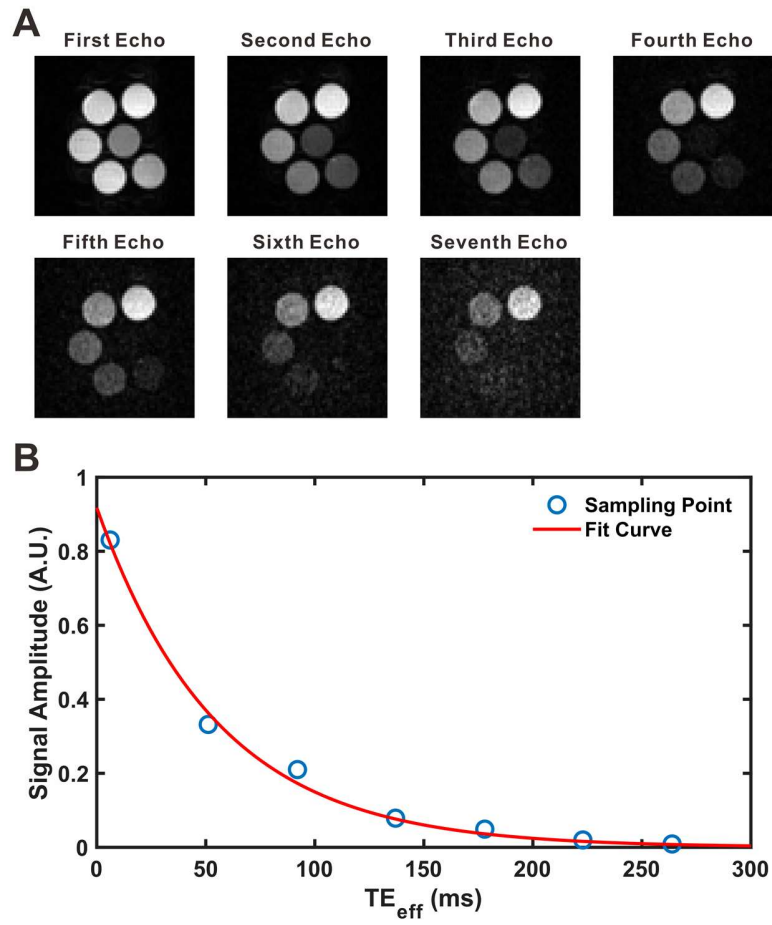 A
First Echo
Second Echo
Third Echo
Fourth Echo
Fifth Echo
Sixth Echo
Seventh Echo
B
Signal Amplitude (A.U.)
1
0.8
0.6
0.4
0.2
0
Sampling Point
Fit Curve
0 50 100 150 200 250 300
TEeff (ms)